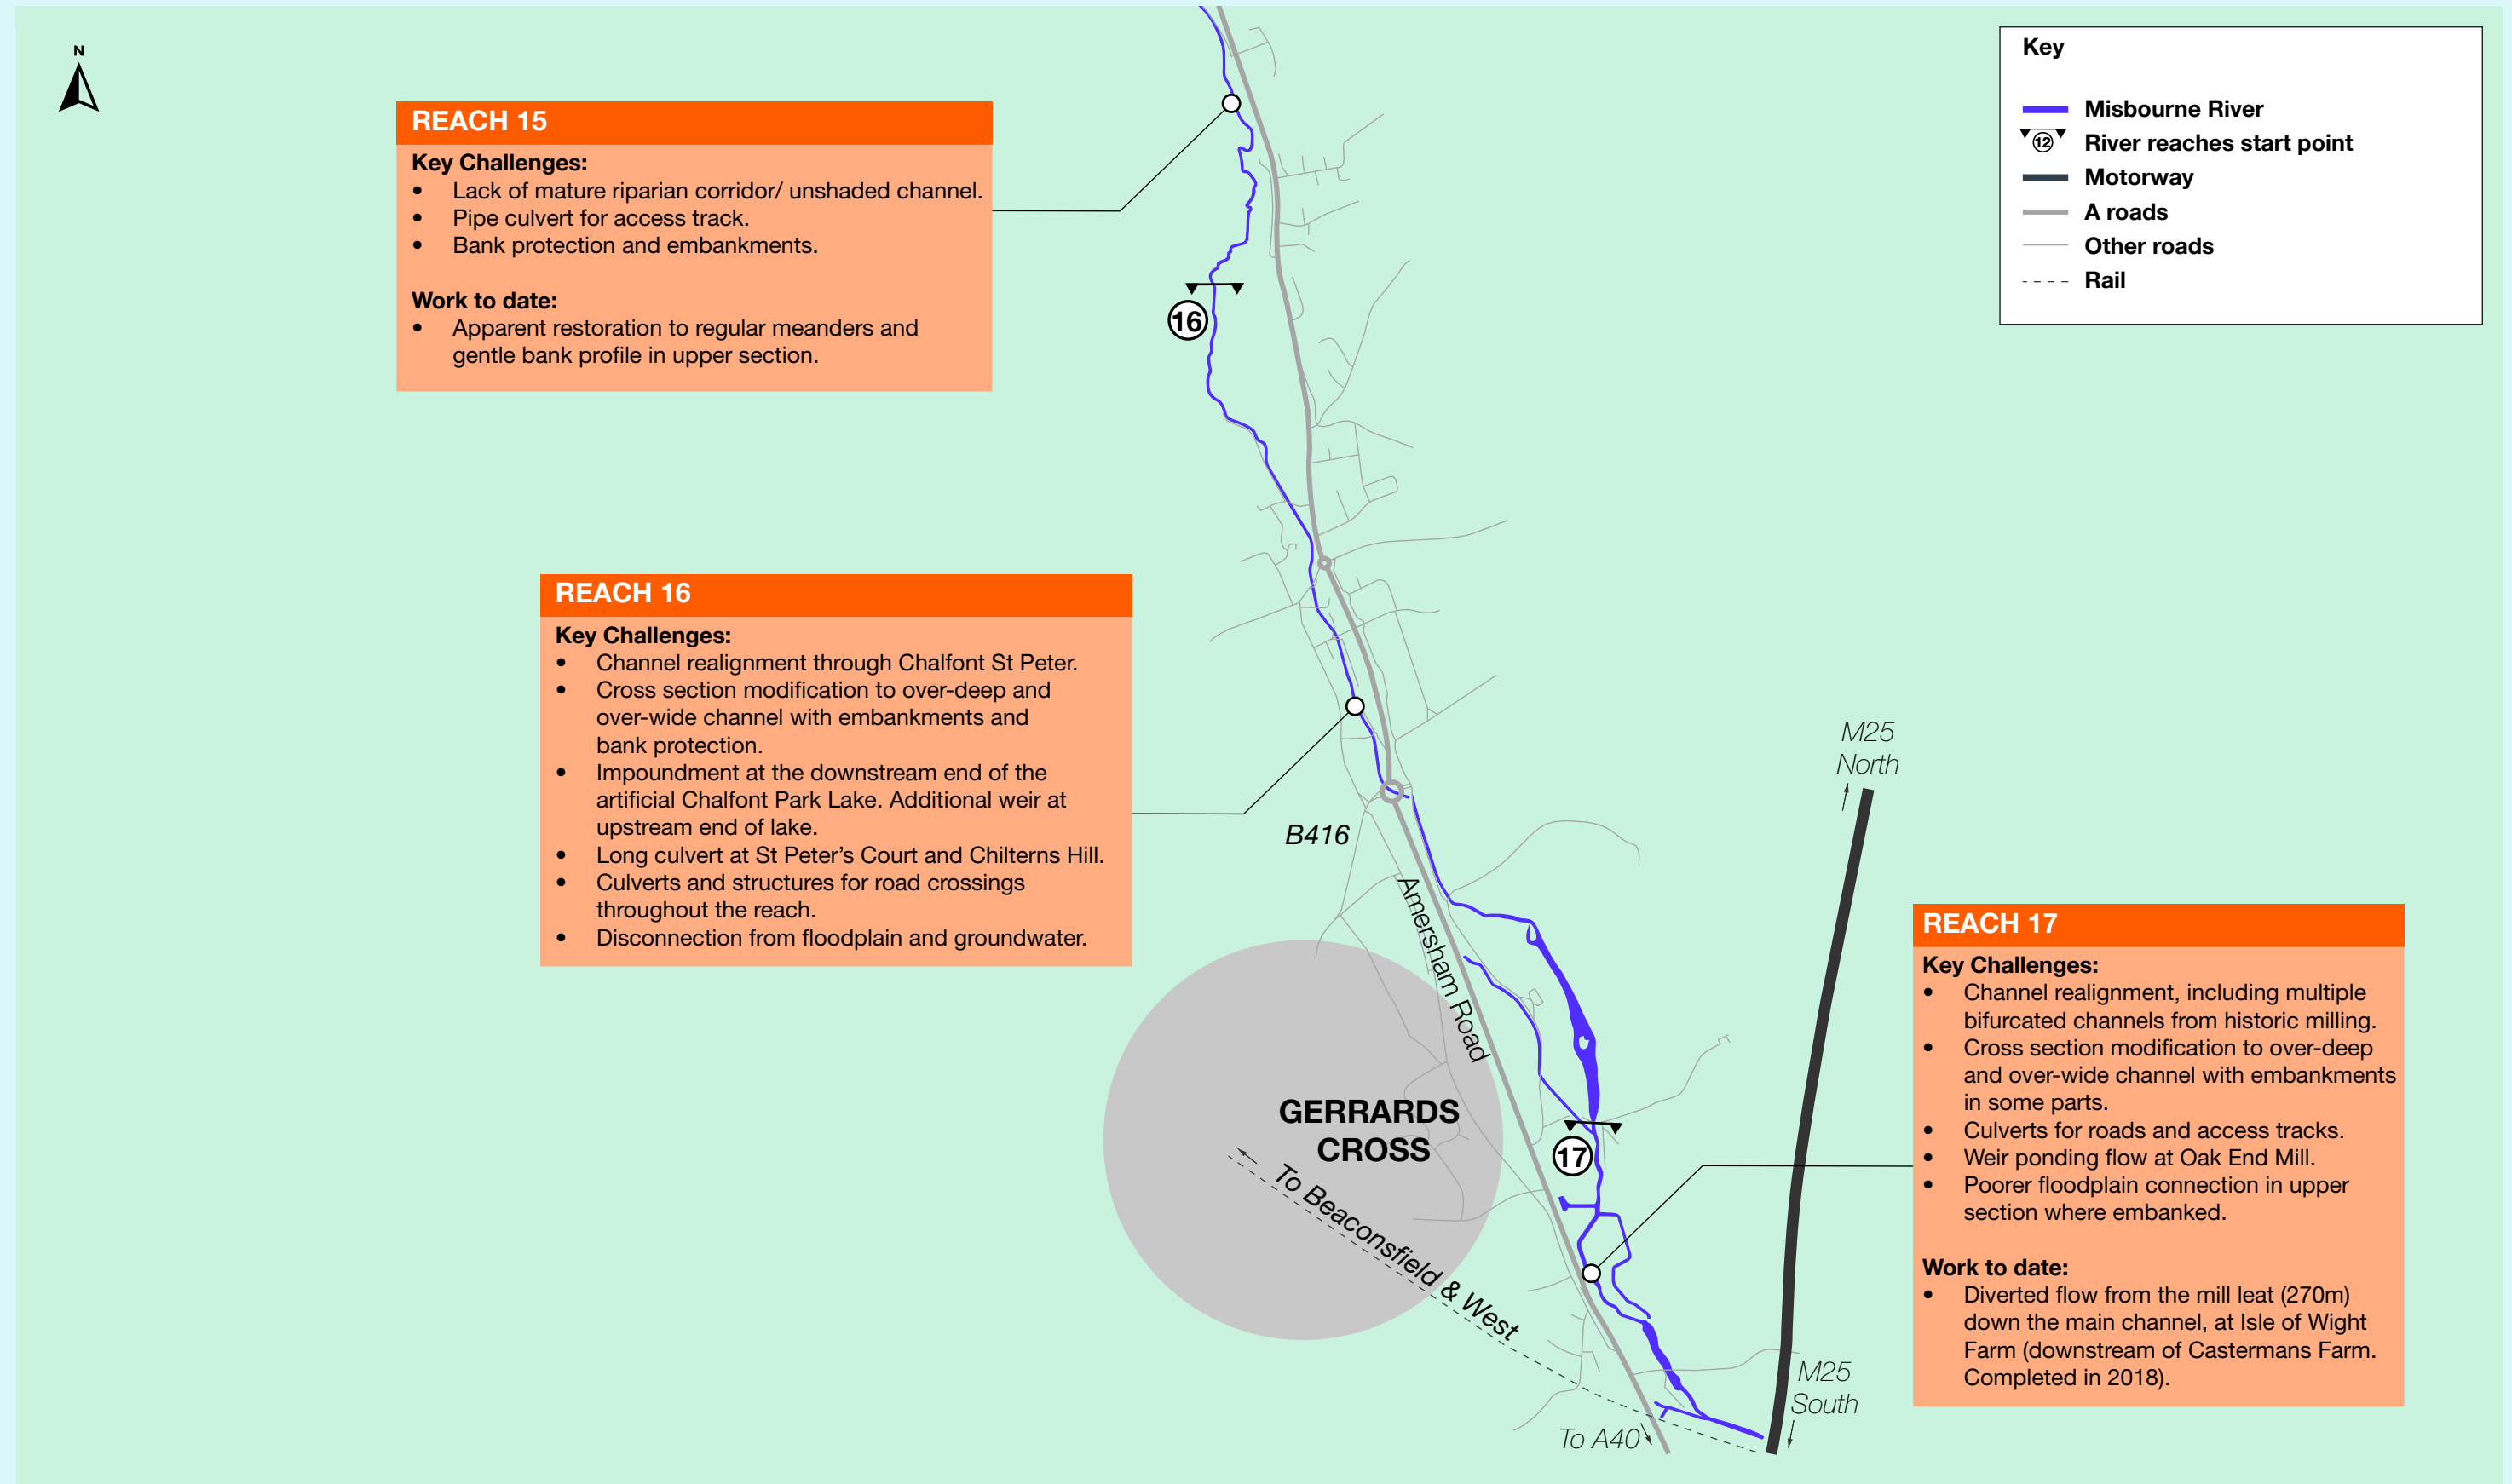 N
Key
Misbourne River
12 River reaches start point
Motorway
A roads
Other roads
Rail
REACH 15
Key Challenges:
• Lack of mature riparian corridor/ unshaded channel.
• Pipe culvert for access track.
• Bank protection and embankments.
Work to date:
• Apparent restoration to regular meanders and
gentle bank profile in upper section.
16
REACH 16
Key Challenges:
• Channel realignment through Chalfont St Peter.
• Cross section modification to over-deep and
over-wide channel with embankments and
bank protection.
• Impoundment at the downstream end of the
artificial Chalfont Park Lake. Additional weir at
upstream end of lake.
• Long culvert at St Peter’s Court and Chilterns Hill.
• Culverts and structures for road crossings
throughout the reach.
• Disconnection from floodplain and groundwater.
M25
North
B416
Amersham Road
REACH 17
Key Challenges:
• Channel realignment, including multiple
bifurcated channels from historic milling.
• Cross section modification to over-deep
and over-wide channel with embankments
in some parts.
• Culverts for roads and access tracks.
• Weir ponding flow at Oak End Mill.
• Poorer floodplain connection in upper
section where embanked.
Work to date:
• Diverted flow from the mill leat (270m)
down the main channel, at Isle of Wight
Farm (downstream of Castermans Farm.
Completed in 2018).
GERRARDS
CROSS
17
To Beaconsfield & West
M25
South
To A40